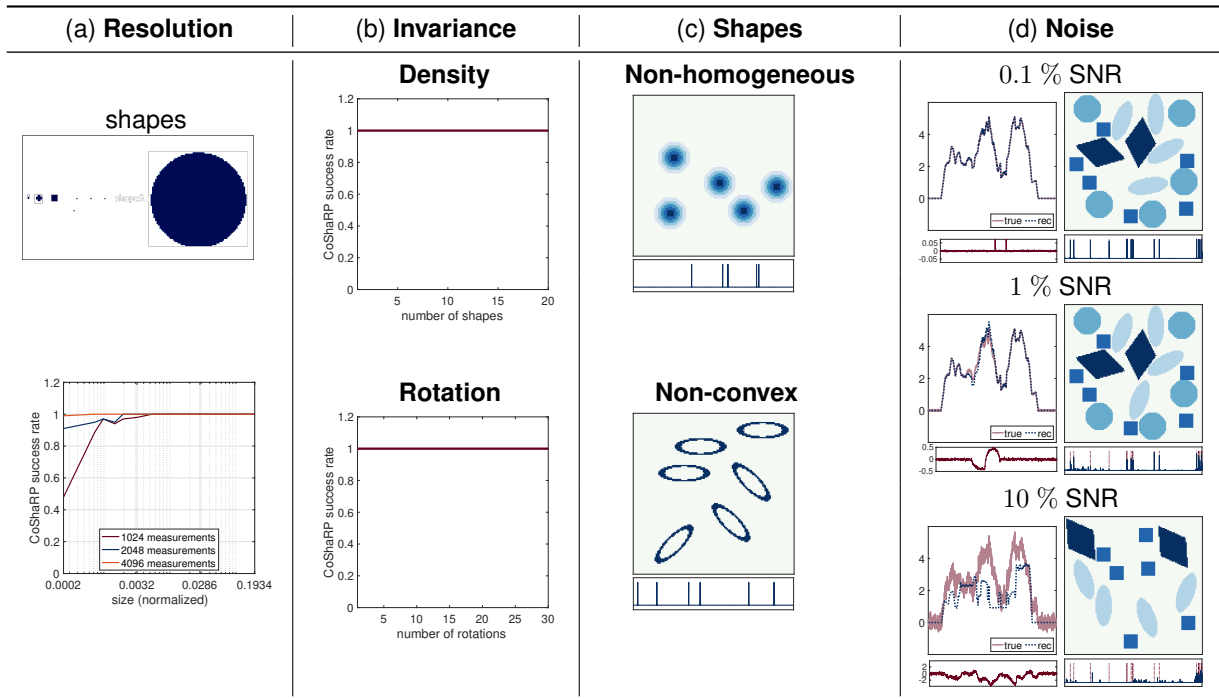 (a) Resolution
(b) Invariance
(c) Shapes
(d) Noise
shapes
1.2
1
0.8
0.6
0.4
0.2
0
CoShaRP success rate
1024 measurements
2048 measurements
4096 measurements
0.0002
0.0032
0.0286
0.1934
size (normalized)
Density
1.2
1
0.8
0.6
0.4
0.2
0
CoShaRP success rate
5
10
15
20
number of shapes
Rotation
1.2
1
0.8
0.6
0.4
0.2
0
CoShaRP success rate
5
10
15
20
25
30
number of rotations
Non-homogeneous
Non-convex
0.1 % SNR
4
2
0
true
rec
0.05
-0.05
1 % SNR
4
2
0
true
rec
0.5
0
-0.5
10 % SNR
4
2
0
true
rec
2
-2